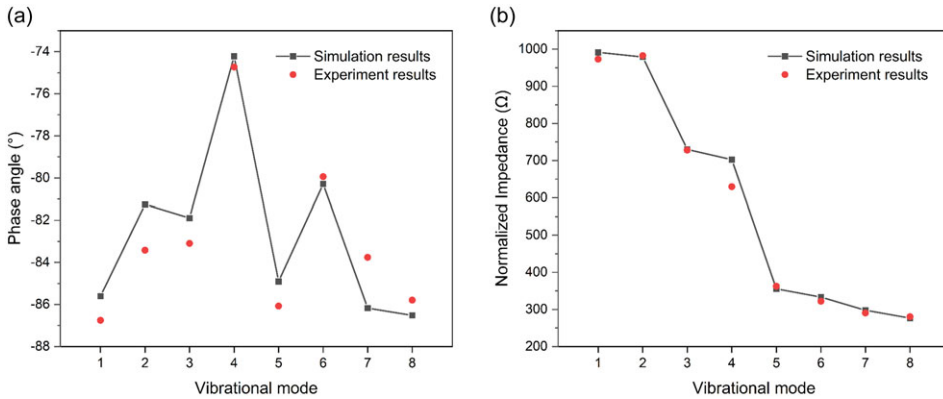 (a)
-74
-76
-78
-80
-82
-84
-86
-88
Phase angle (°)
Simulation results
Experiment results
1 2 3 4 5 6 7 8
Vibrational mode
(b)
1000
900
800
700
600
500
400
300
200
Normalized Impedance (Ω)
Simulation results
Experiment results
1 2 3 4 5 6 7 8
Vibrational mode